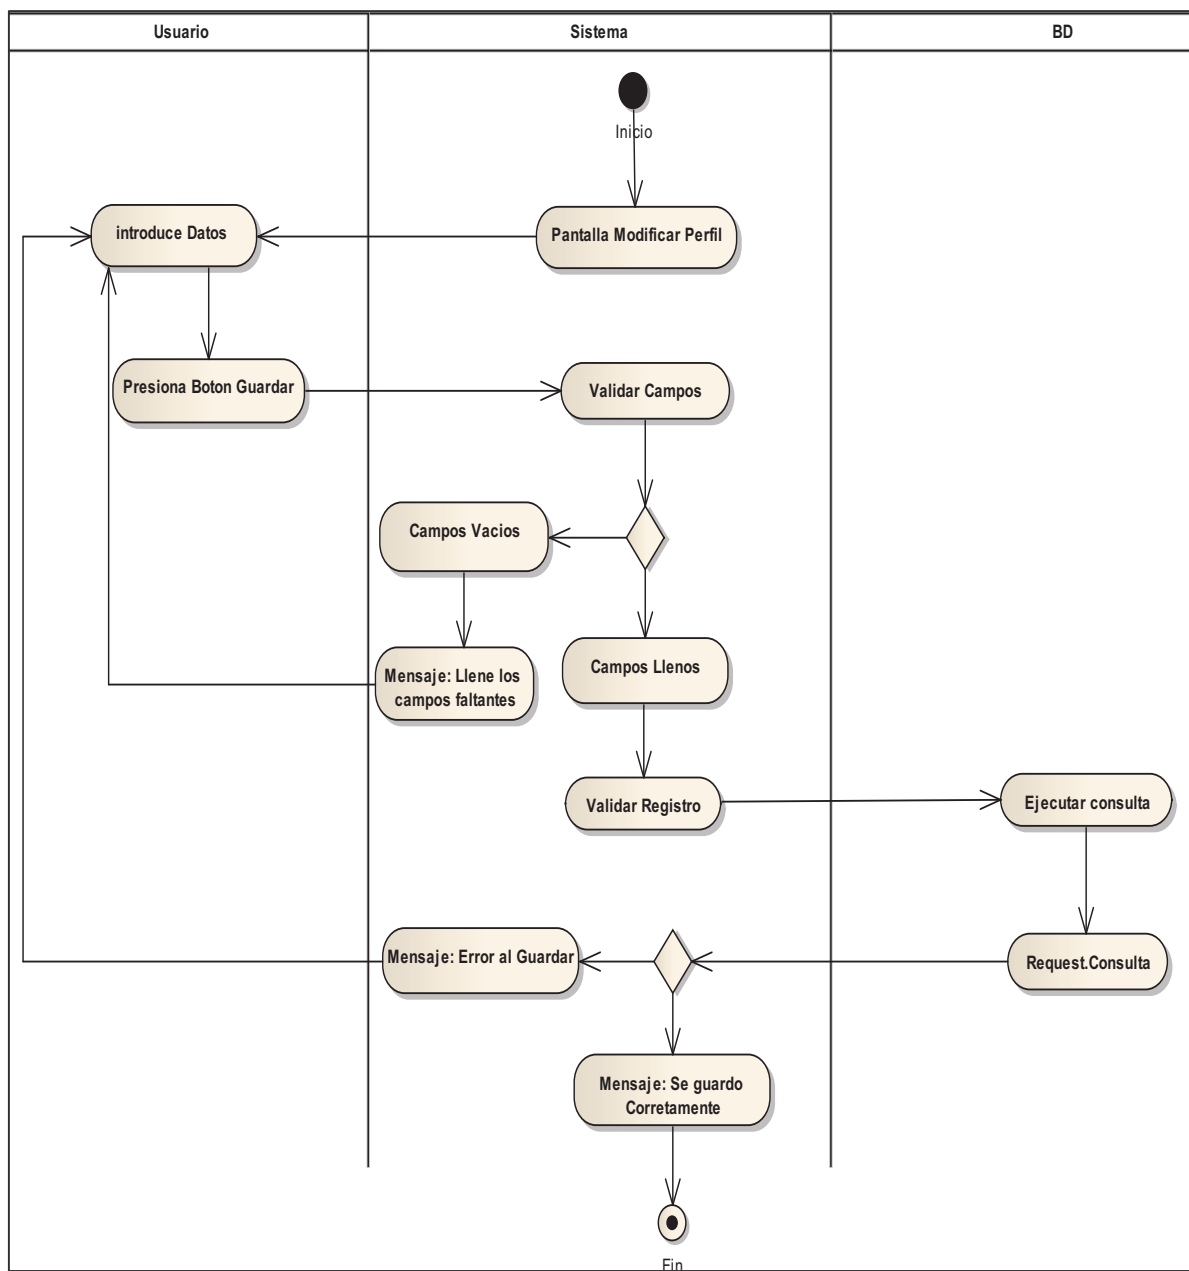 Usuario
Sistema
BD
Inicio
introduce Datos
Pantalla Modificar Perfil
Presiona Boton Guardar
Validar Campos
Campos Vacios
Mensaje: Llene los
campos faltantes
Campos Llenos
Validar Registro
Ejecutar consulta
Mensaje: Error al Guardar
Request.Consulta
Mensaje: Se guardo
Corretamente
Fin